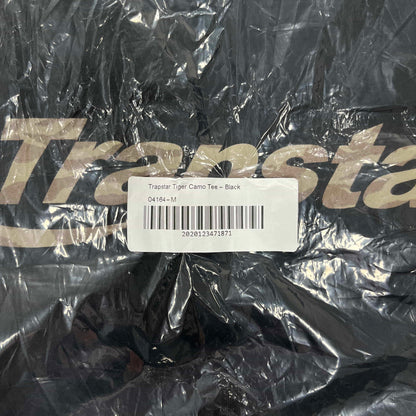 Trapsta
Trapstar Tiger Camo Tee – Black
04164–M
2020123471871